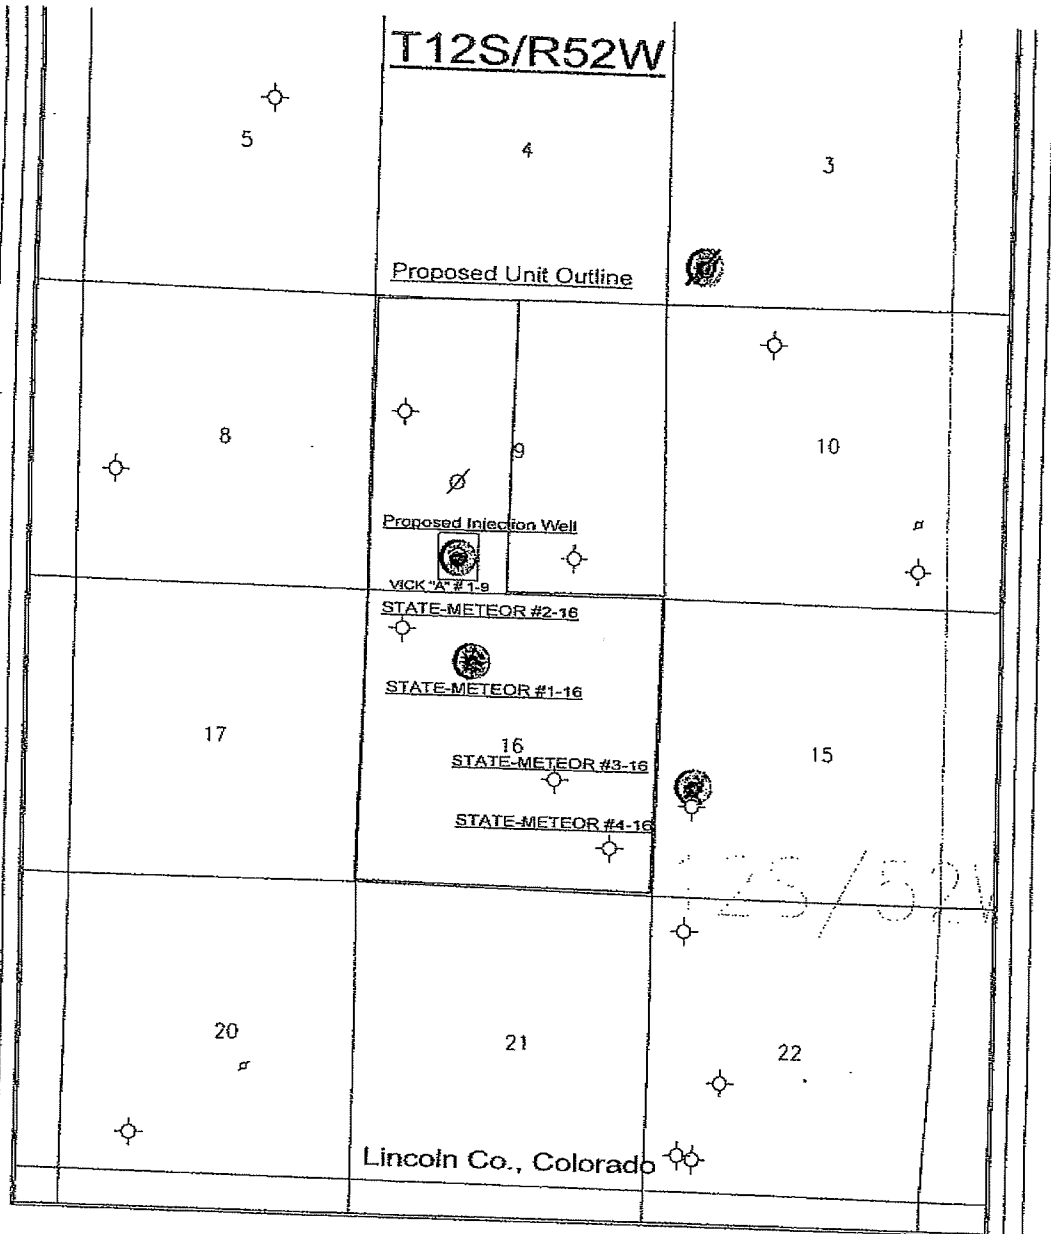 T12S/R52W
5
4
3
Proposed Unit Outline
8
9
10
Proposed Injection Well
VICK "A" # 1-9
STATE-METEOR #2-16
STATE-METEOR #1-16
17
16
15
STATE-METEOR #3-16
STATE-METEOR #4-16
12S/52W
20
21
22
Lincoln Co., Colorado